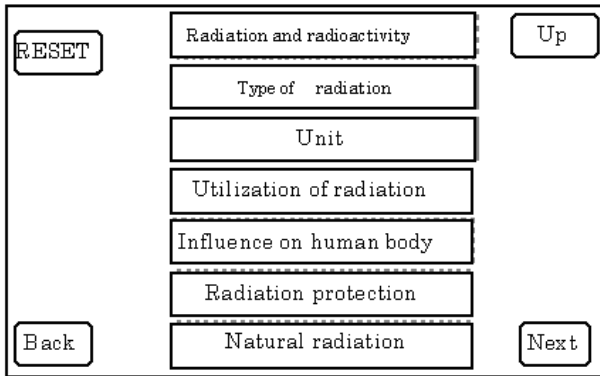 Radiation and radioactivity
Up
RESET
Type of radiation
Unit
Utilization of radiation
Influence on human body
Radiation protection
Back
Natural radiation
Next